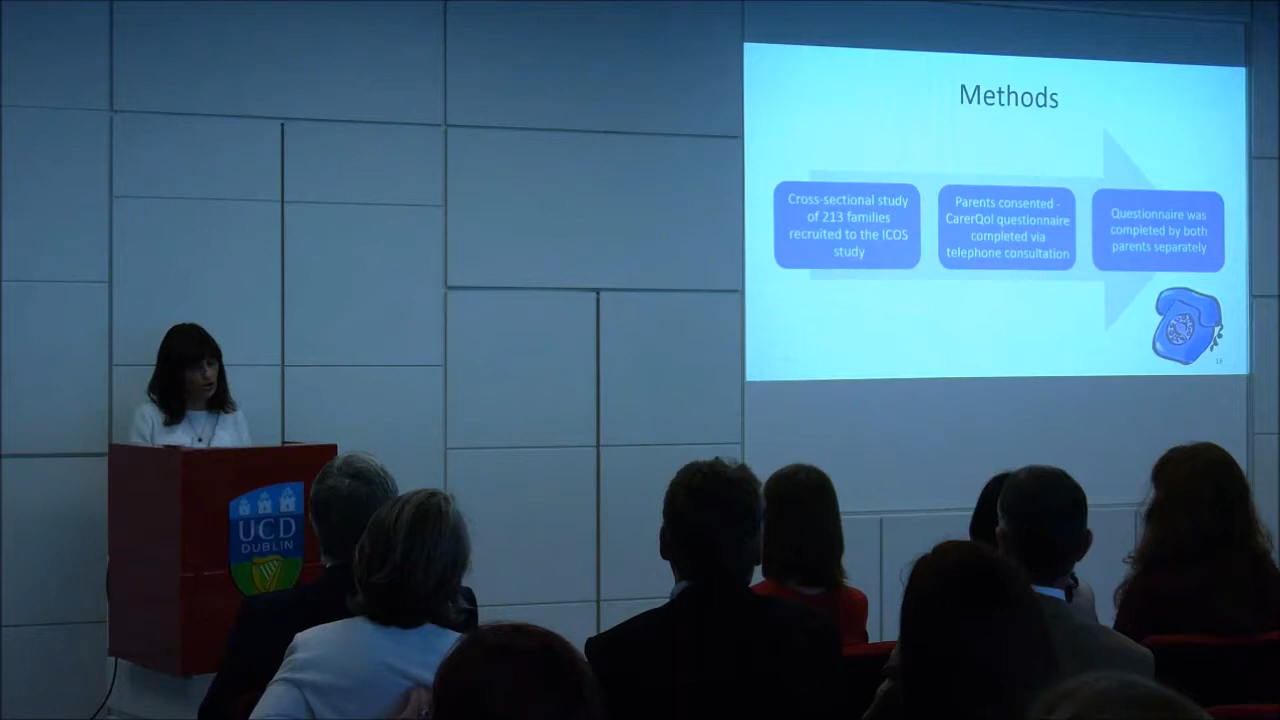 Methods
Cross-sectional study
of 213 families
recruited to the ICOS
study
Parents consented -
CarerQol questionnaire
completed via
telephone consultation
Questionnaire was
completed by both
parents separately
13
UCD
DUBLIN